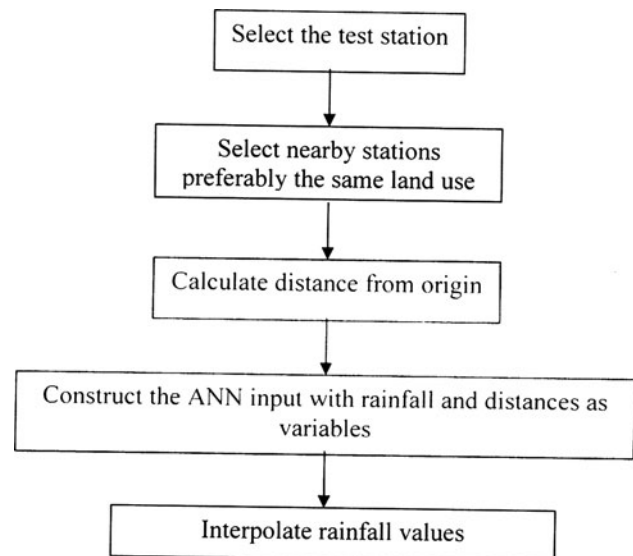 Select the test station
Select nearby stations
preferably the same land use
Calculate distance from origin
Construct the ANN input with rainfall and distances as
variables
Interpolate rainfall values